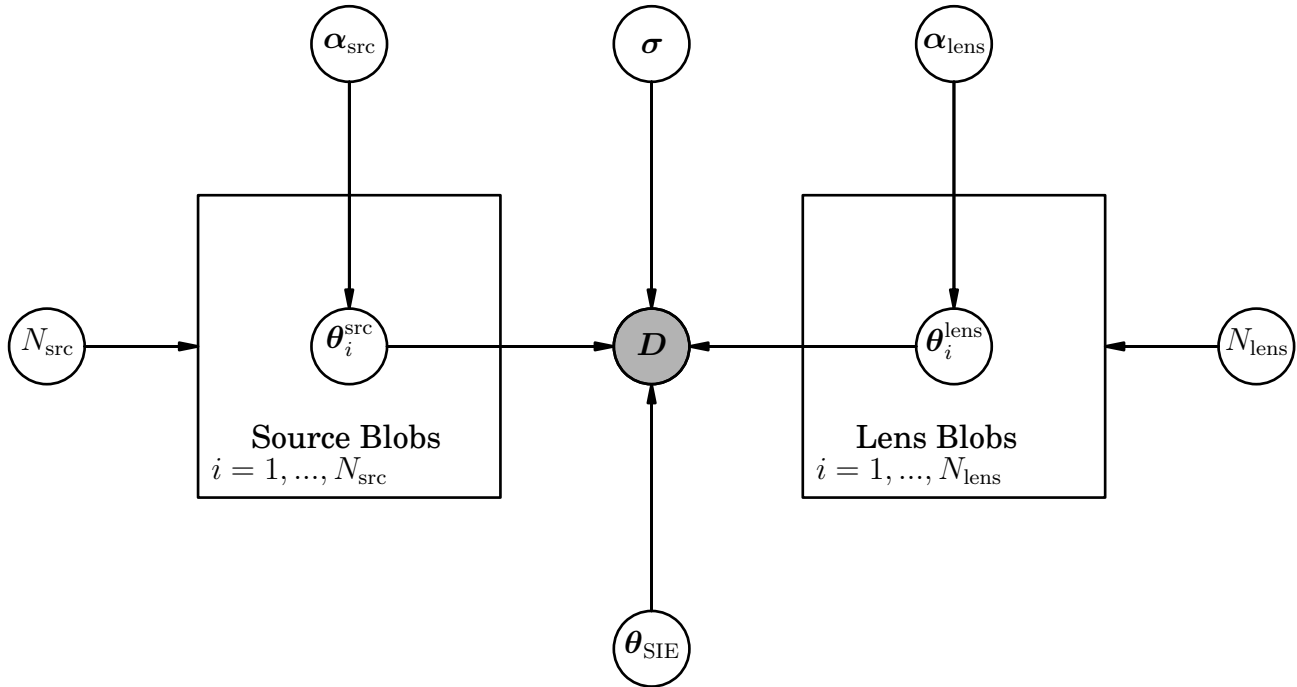 α_src
σ
α_lens
N_src
θ_i^src
D
θ_i^lens
N_lens
Source Blobs
i = 1, ..., N_src
Lens Blobs
i = 1, ..., N_lens
θ_SIE